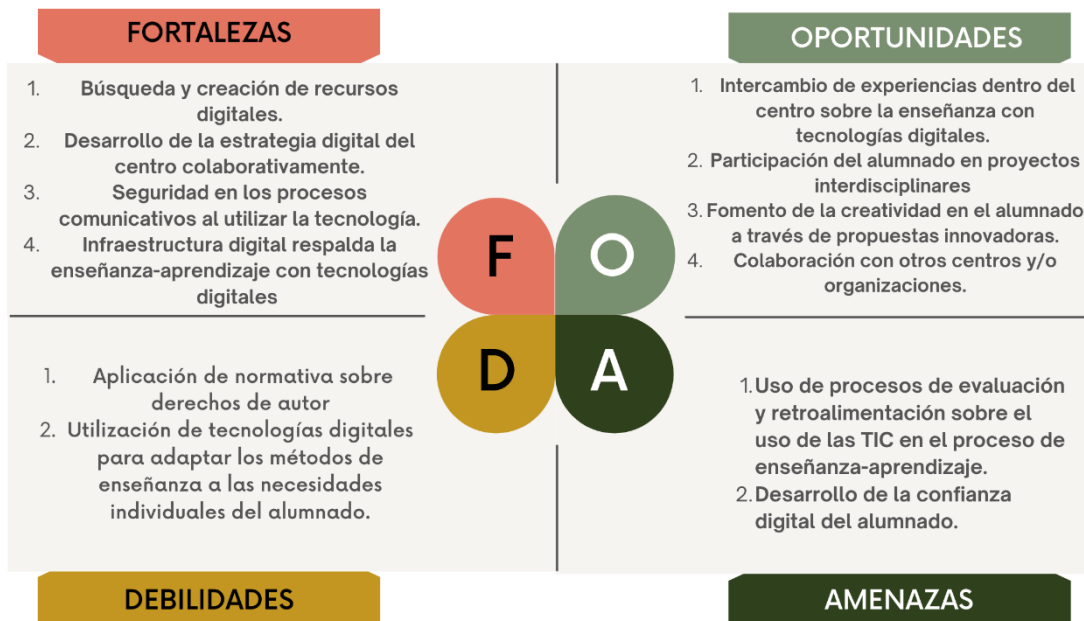 FORTALEZAS
1. Búsqueda y creación de recursos
digitales.
2. Desarrollo de la estrategia digital del
centro colaborativamente.
3. Seguridad en los procesos
comunicativos al utilizar la tecnología.
4. Infraestructura digital respalda la
enseñanza-aprendizaje con tecnologías
digitales
OPORTUNIDADES
1. Intercambio de experiencias dentro del
centro sobre la enseñanza con
tecnologías digitales.
2. Participación del alumnado en proyectos
interdisciplinares
3. Fomento de la creatividad en el alumnado
a través de propuestas innovadoras.
4. Colaboración con otros centros y/o
organizaciones.
F
O
D
A
1. Aplicación de normativa sobre
derechos de autor
2. Utilización de tecnologías digitales
para adaptar los métodos de
enseñanza a las necesidades
individuales del alumnado.
DEBILIDADES
1. Uso de procesos de evaluación
y retroalimentación sobre el
uso de las TIC en el proceso de
enseñanza-aprendizaje.
2. Desarrollo de la confianza
digital del alumnado.
AMENAZAS